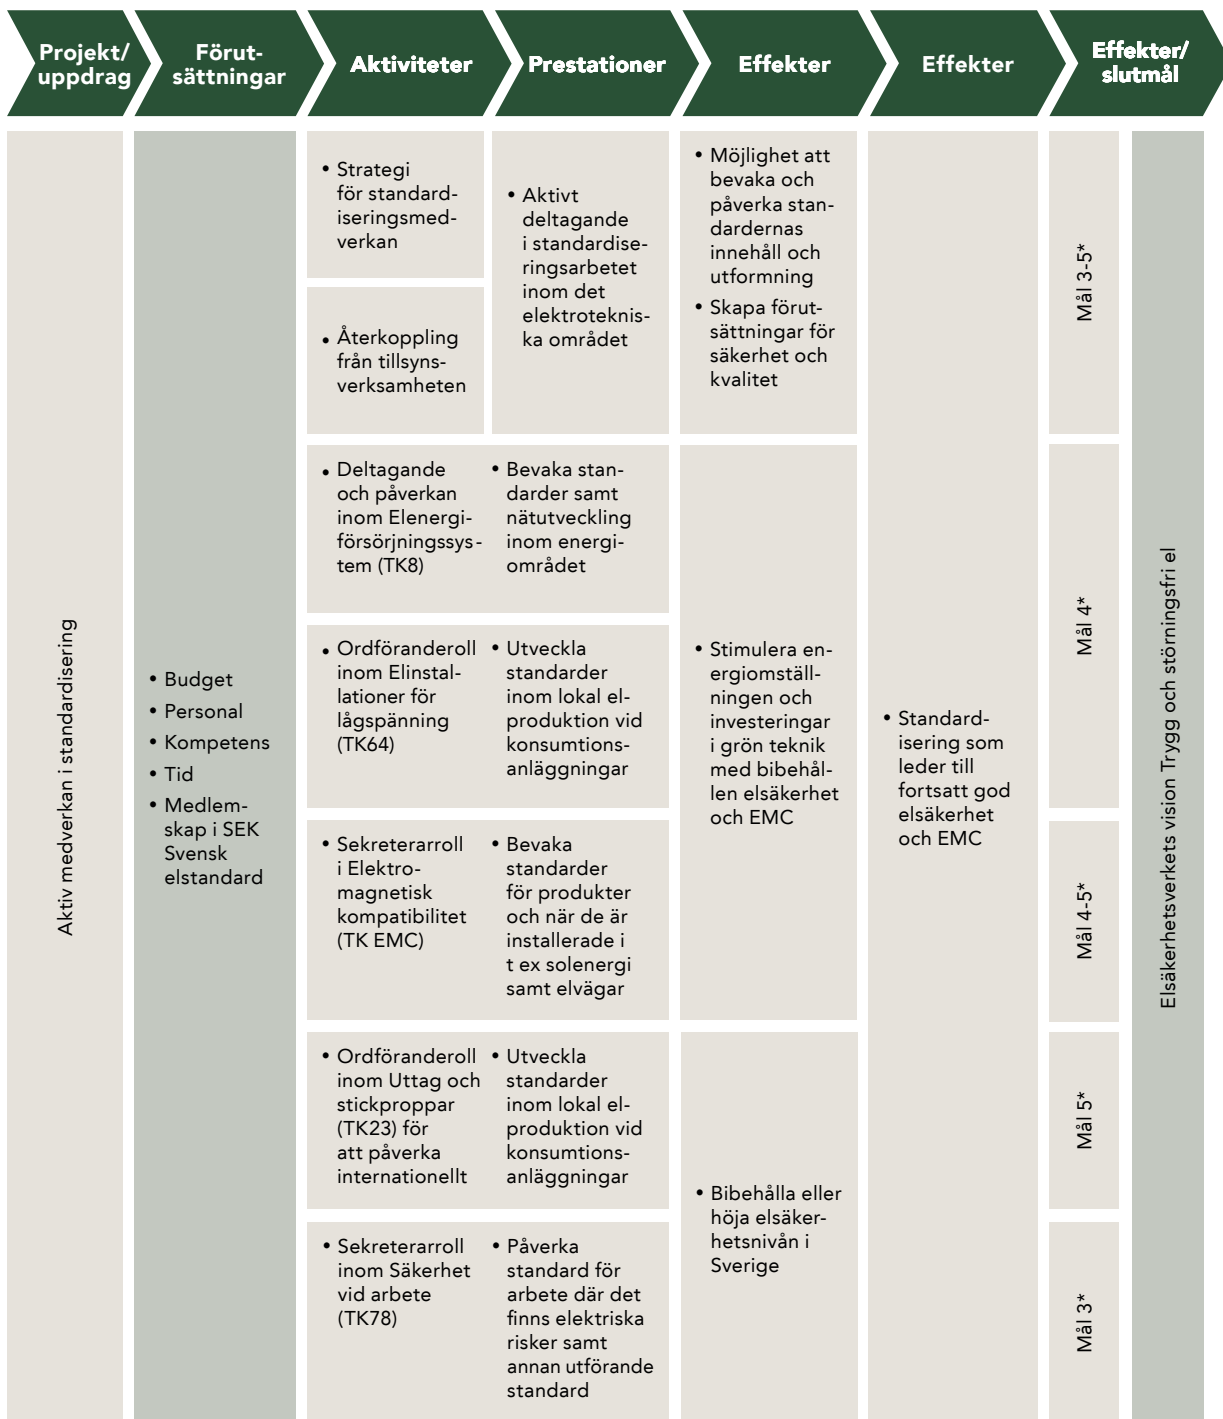 Projekt/
uppdrag
Förut-
sättningar
Aktiviteter
Prestationer
Effekter
Effekter
Effekter/
slutmål
Aktiv medverkan i standardisering
• Budget
• Personal
• Kompetens
• Tid
• Medlem-
skap i SEK
Svensk
elstandard
• Strategi
för standard-
iseringsmed-
verkan
• Återkoppling
från tillsyns-
verksamheten
• Aktivt
deltagande
i standardise-
ringsarbetet
inom det
elektroteknis-
ka området
• Möjlighet att
bevaka och
påverka stan-
dardernas
innehåll och
utformning
• Skapa förut-
sättningar för
säkerhet och
kvalitet
• Deltagande
och påverkan
inom Elenergi-
försörjningssys-
tem (TK8)
• Bevaka stan-
darder samt
nätutveckling
inom energi-
området
• Ordföranderoll
inom Elinstal-
lationer för
lågspänning
(TK64)
• Utveckla
standarder
inom lokal el-
produktion vid
konsumtions-
anläggningar
• Sekreterarroll
i Elektro-
magnetisk
kompatibilitet
(TK EMC)
• Bevaka
standarder
för produkter
och när de är
installerade i
t ex solenergi
samt elvägar
• Stimulera en-
ergiomställ-
ningen och
investeringar
i grön teknik
med bibehål-
len elsäkerhet
och EMC
• Ordföranderoll
inom Uttag och
stickproppar
(TK23) för
att påverka
internationellt
• Utveckla
standarder
inom lokal el-
produktion vid
konsumtions-
anläggningar
• Sekreterarroll
inom Säkerhet
vid arbete
(TK78)
• Påverka
standard för
arbete där det
finns elektriska
risker samt
annan utförande
standard
• Bibehålla eller
höja elsäker-
hetsnivån i
Sverige
• Standard-
isering som
leder till
fortsatt god
elsäkerhet
och EMC
Mål 3-5*
Mål 4*
Mål 4-5*
Mål 5*
Mål 3*
Elsäkerhetsverkets vision Trygg och störningsfri el